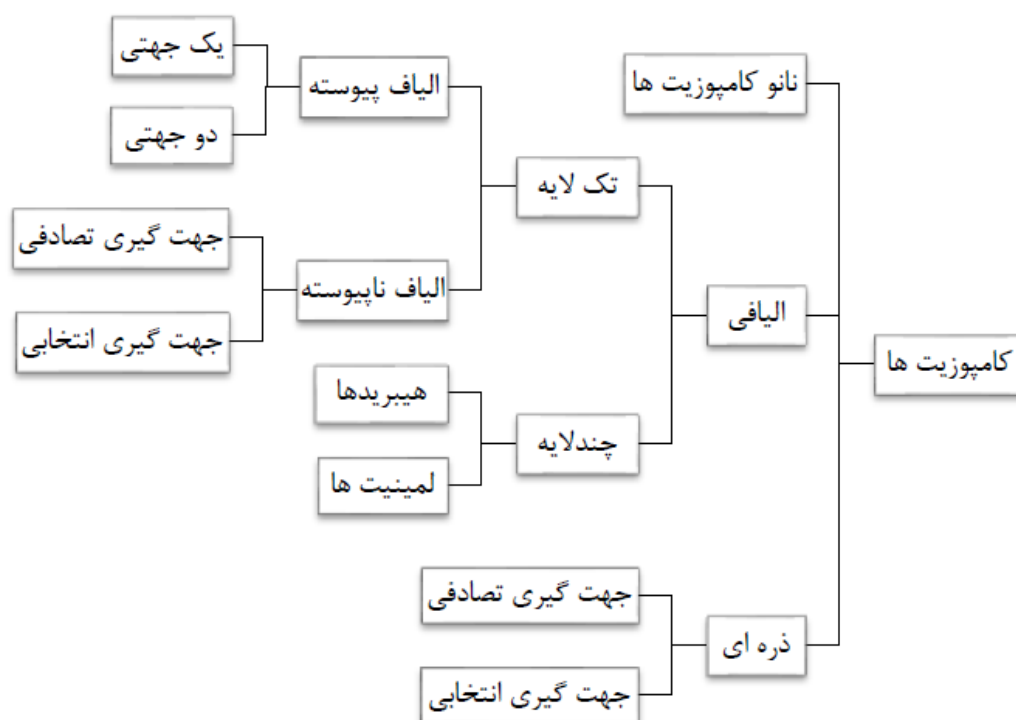 کامپوزیت ها
نانو کامپوزیت ها
الیافی
تک لایه
الیاف پیوسته
یک جهتی
دو جهتی
الیاف ناپیوسته
جهت گیری تصادفی
جهت گیری انتخابی
چندلایه
هیبریدها
لمینیت ها
ذره ای
جهت گیری تصادفی
جهت گیری انتخابی